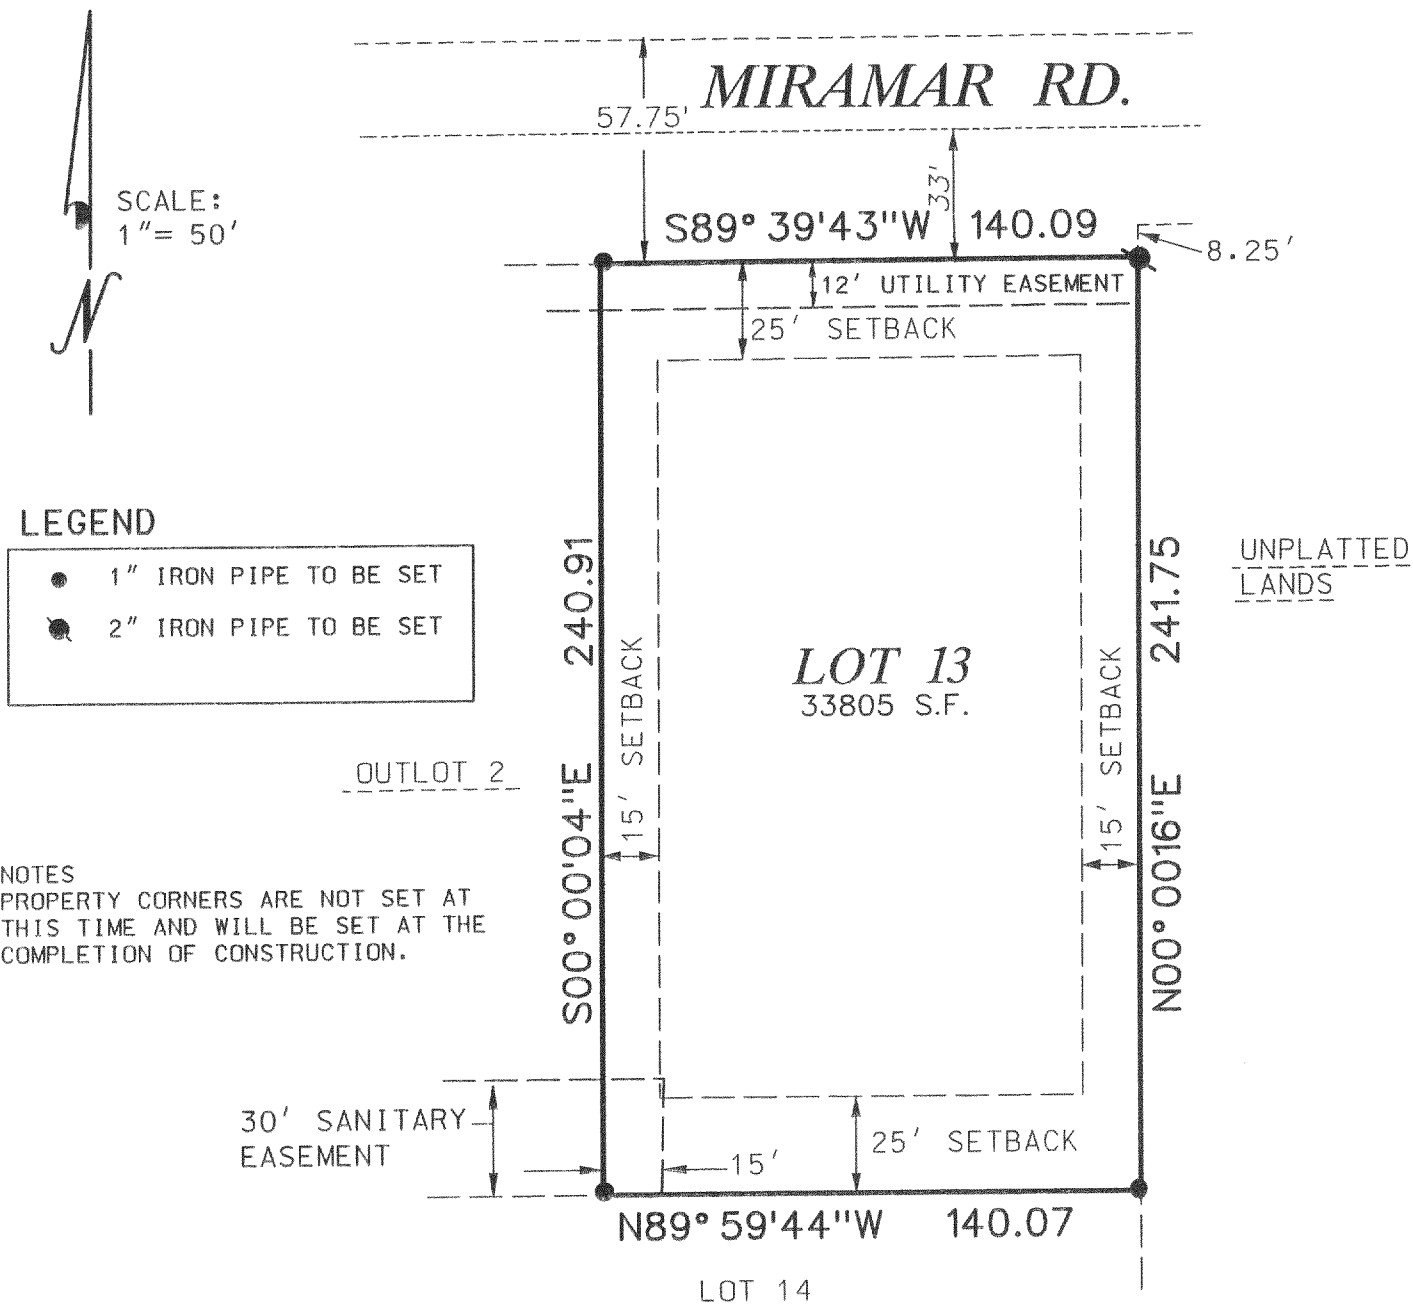 MIRAMAR RD.
57.75'
33'
SCALE:
1"= 50'
S89° 39'43"W 140.09
8.25'
12' UTILITY EASEMENT
25' SETBACK
LEGEND
1" IRON PIPE TO BE SET
2" IRON PIPE TO BE SET
240.91
S00° 00'04"E
15' SETBACK
LOT 13
33805 S.F.
15' SETBACK
241.75
N00° 0016"E
UNPLATTED
LANDS
OUTLOT 2
NOTES
PROPERTY CORNERS ARE NOT SET AT
THIS TIME AND WILL BE SET AT THE
COMPLETION OF CONSTRUCTION.
30' SANITARY
EASEMENT
15'
25' SETBACK
N89° 59'44"W 140.07
LOT 14
N